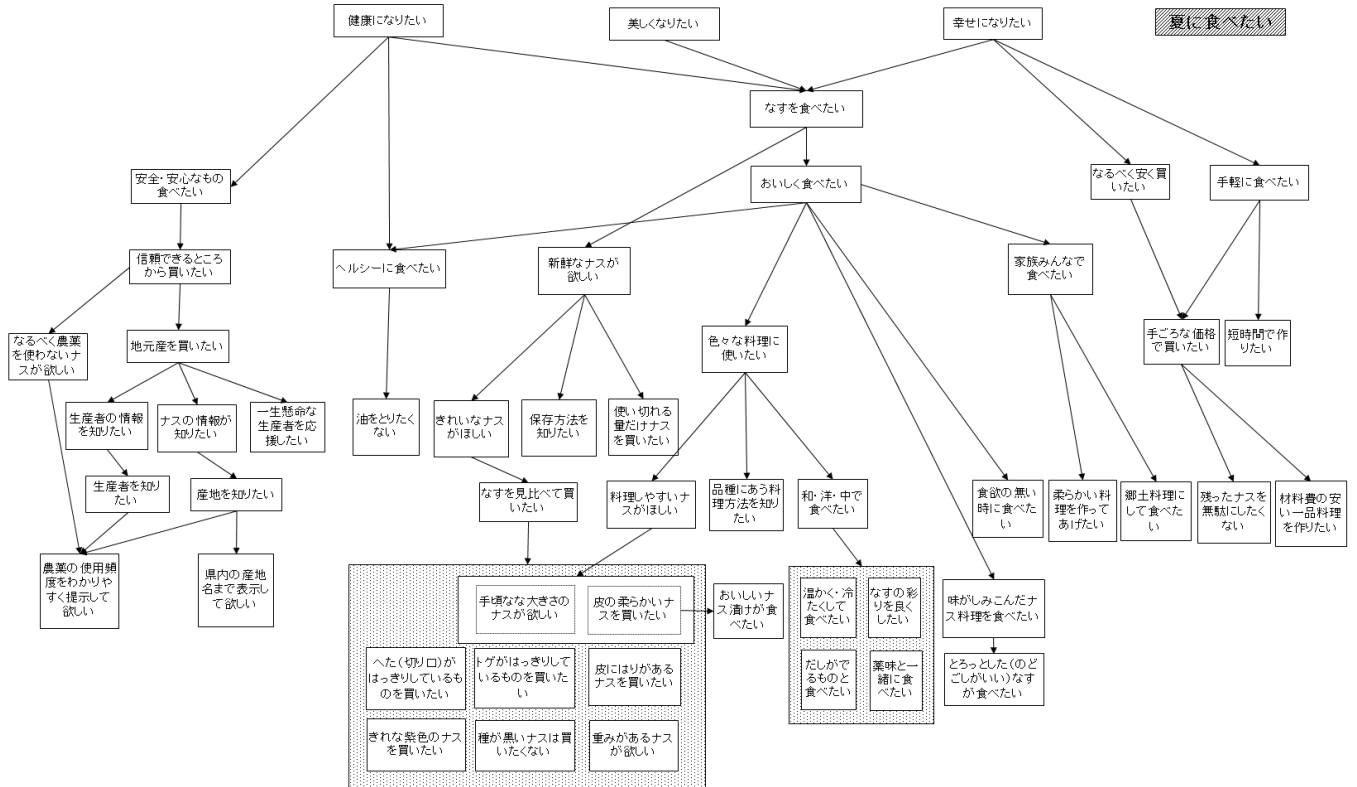 健康になりたい
美しくなりたい
幸せになりたい
夏に食べたい
なすを食べたい
安全・安心なもの
食べたい
おいしく食べたい
なるべく安く買
いたい
手軽に食べたい
信頼できるところ
から買いたい
ヘルシーに食べたい
新鮮なナスが
欲しい
家族みんなで
食べたい
なるべく農薬
を使わないナ
スが欲しい
地元産を買いたい
色々な料理に
使いたい
手ごろな価格
で買いたい
短時間で作
りたい
生産者の情報
を知りたい
ナスの情報が
知りたい
一生懸命な
生産者を応
援したい
油をとりたく
ない
きれいなナス
がほしい
保存方法を
知りたい
使い切れる
量だけナス
を買いたい
生産者を知り
たい
産地を知りたい
なすを見比べて買
いたい
料理しやすいナ
スがほしい
品種にあう料
理方法を知り
たい
和・洋・中で
食べたい
食欲の無い
時に食べた
い
柔らかい料
理を作って
あげたい
郷土料理に
して食べた
い
残ったナスを
無駄にしたく
ない
材料費の安
い一品料理
を作りたい
農薬の使用頻
度をわかりや
すく提示して
欲しい
県内の産地
名まで表示し
て欲しい
手頃なな大きさの
ナスが欲しい
皮の柔らかいナ
スを買いたい
おいしいナ
ス漬けが食
べたい
温かく・冷
たくして
食べたい
なすの彩
りを良く
したい
味がしみこんだナ
ス料理を食べたい
へた（切り口）が
はっきりしているも
のを買いたい
トゲがはっきりして
いるものを買いた
い
皮にはりがある
ナスを買いたい
だしがで
るものと
食べたい
薬味と一
緒に食
べたい
とろっとした（のど
ごしがいい）なす
が食べたい
きれな紫色のナス
を買いたい
種が黒いナスは買
いたくない
重みがあるナス
が欲しい